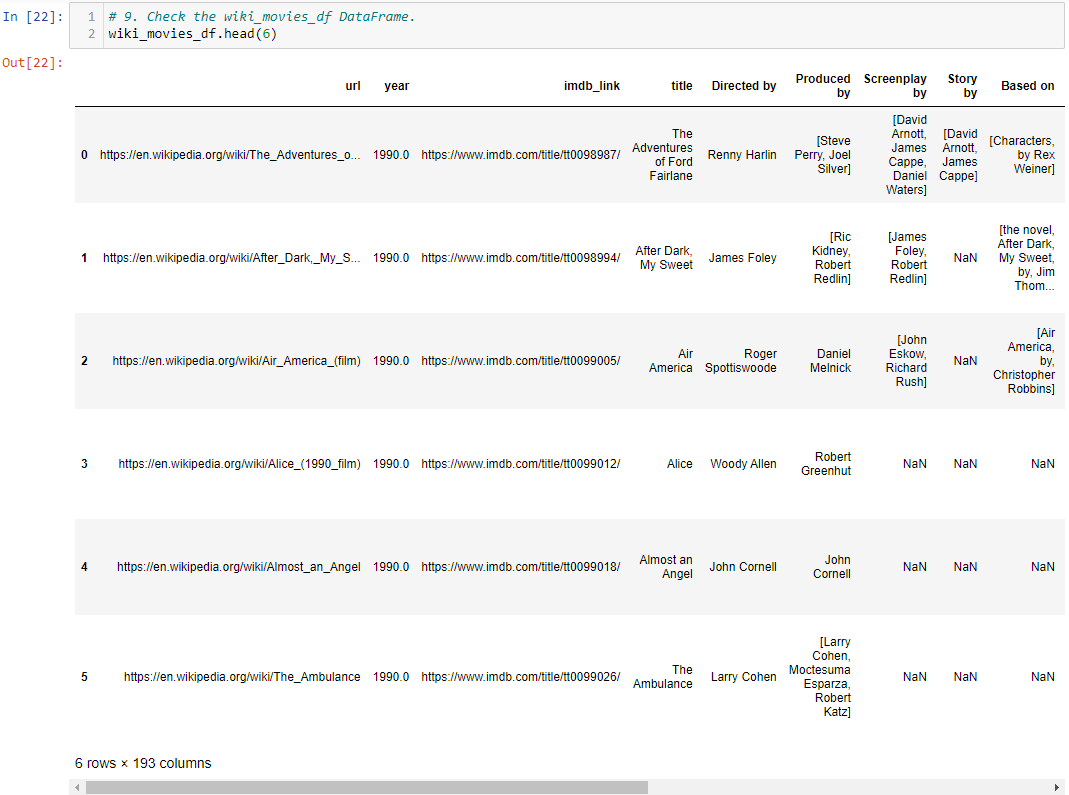 In [22]:
1 # 9. Check the wiki_movies_df DataFrame.
2 wiki_movies_df.head(6)
Out[22]:
url year imdb_link title Directed by Produced by Screenplay by Story by Based on
0 https://en.wikipedia.org/wiki/The_Adventures_o... 1990.0 https://www.imdb.com/title/tt0098987/ The Adventures of Ford Fairlane Renny Harlin [Steve Perry, Joel Silver] [David Arnott, James Cappe, Daniel Waters] [David Arnott, James Cappe] [Characters, by Rex Weiner]
1 https://en.wikipedia.org/wiki/After_Dark,_My_S... 1990.0 https://www.imdb.com/title/tt0098994/ After Dark, My Sweet James Foley [Ric Kidney, Robert Redlin] [James Foley, Robert Redlin] NaN [the novel, After Dark, My Sweet, by, Jim Thom...
2 https://en.wikipedia.org/wiki/Air_America_(film) 1990.0 https://www.imdb.com/title/tt0099005/ Air America Roger Spottiswoode Daniel Melnick [John Eskow, Richard Rush] NaN [Air America, by, Christopher Robbins]
3 https://en.wikipedia.org/wiki/Alice_(1990_film) 1990.0 https://www.imdb.com/title/tt0099012/ Alice Woody Allen Robert Greenhut NaN NaN NaN
4 https://en.wikipedia.org/wiki/Almost_an_Angel 1990.0 https://www.imdb.com/title/tt0099018/ Almost an Angel John Cornell John Cornell NaN NaN NaN
5 https://en.wikipedia.org/wiki/The_Ambulance 1990.0 https://www.imdb.com/title/tt0099026/ The Ambulance Larry Cohen [Larry Cohen, Moctesuma Esparza, Robert Katz] NaN NaN NaN
6 rows × 193 columns